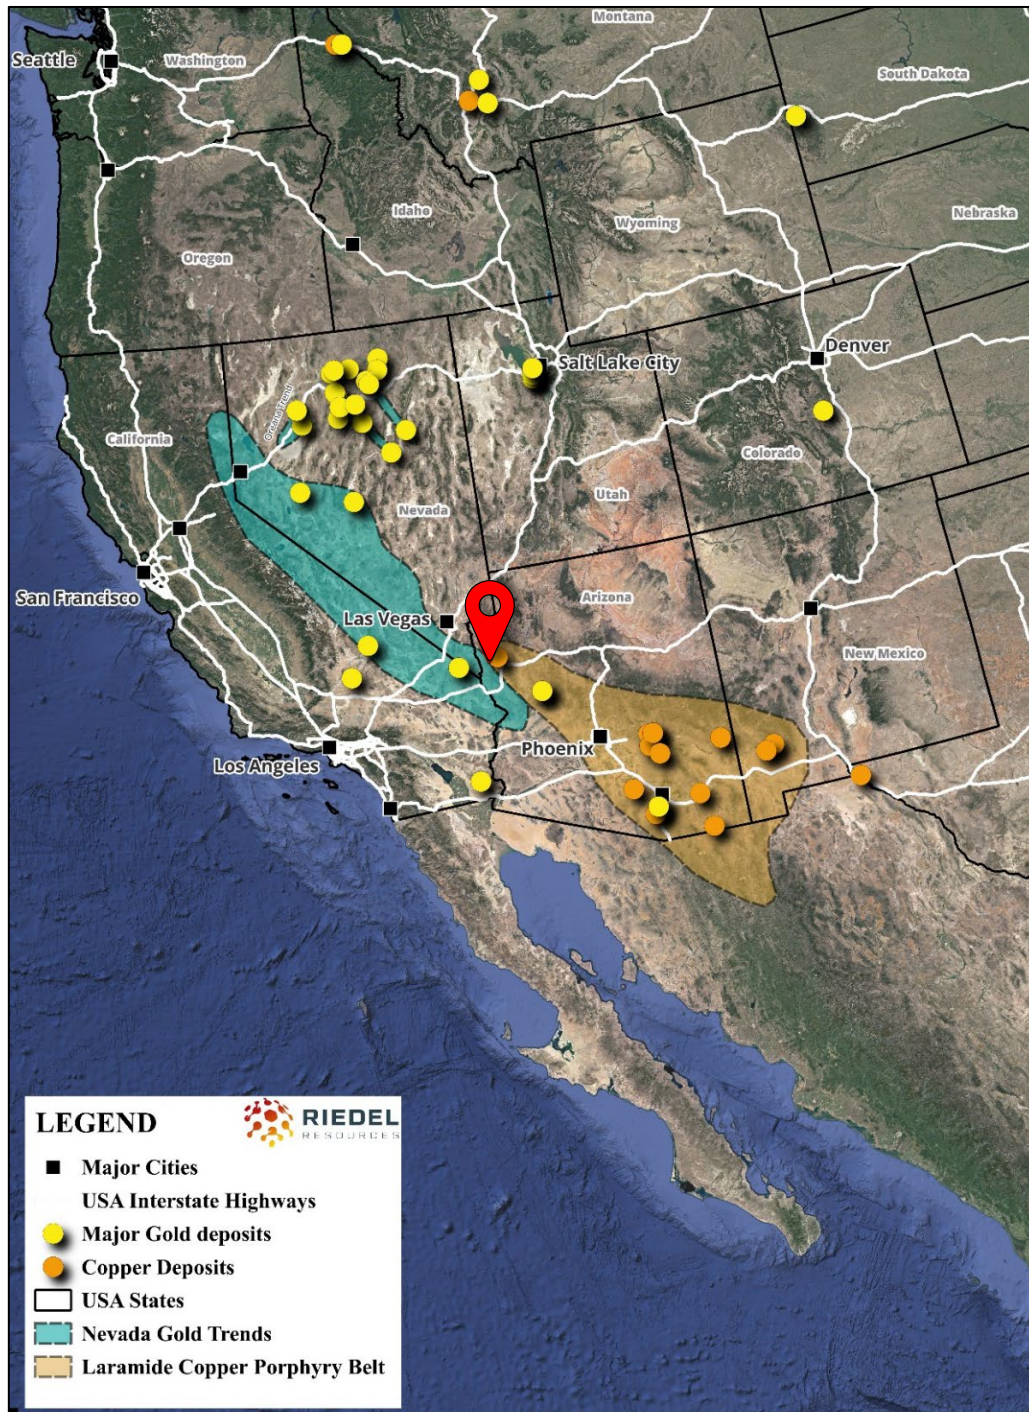 Montana
Seattle
Washington
South Dakota
Idaho
Wyoming
Nebraska
Oregon
Denver
Salt Lake City
Oreana Trend
California
Colorado
Utah
Nevada
San Francisco
Arizona
Las Vegas
New Mexico
Phoenix
Los Angeles
LEGEND
RIEDEL
RESOURCES
Major Cities
USA Interstate Highways
Major Gold deposits
Copper Deposits
USA States
Nevada Gold Trends
Laramide Copper Porphyry Belt